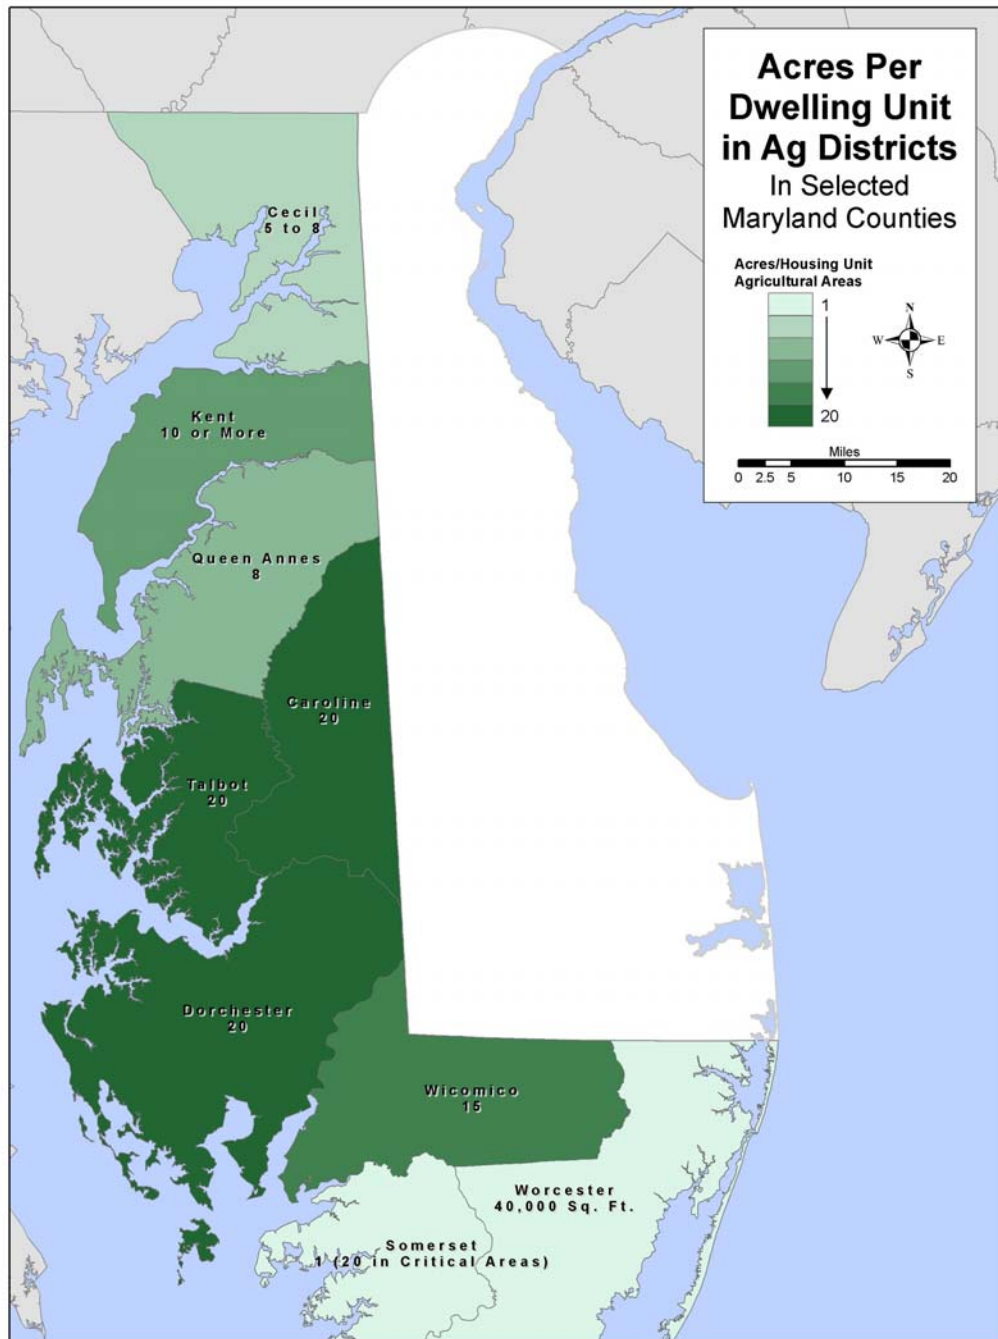 Acres Per
Dwelling Unit
in Ag Districts
In Selected
Maryland Counties
Acres/Housing Unit
Agricultural Areas
1
20
N
W E
S
Miles
0 2.5 5 10 15 20
Cecil
5 to 8
Kent
10 or More
Queen Annes
8
Caroline
20
Talbot
20
Dorchester
20
Wicomico
15
Worcester
40,000 Sq. Ft.
Somerset
1 (20 in Critical Areas)